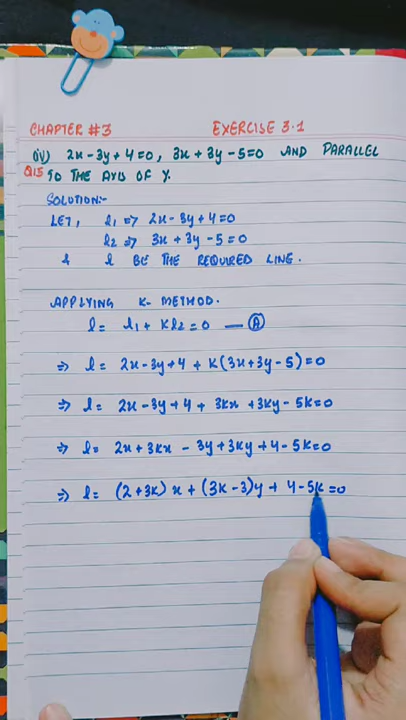 CHAPTER #3 EXERCISE 3.1
(iv) 2x-3y+4=0, 3x+3y-5=0 AND PARALLEL
Q15 TO THE AXIS OF Y.
SOLUTION:-
LET, l1 => 2x-3y+4=0
l2 => 3x+3y-5=0
& l BE THE REQUIRED LINE.
APPLYING K-METHOD.
l = l1 + Kl2 = 0 — (A)
=> l = 2x-3y+4 + K(3x+3y-5)=0
=> l = 2x-3y+4+3kx+3ky-5k=0
=> l = 2x+3kx - 3y+3ky+4-5k=0
=> l = (2+3k)x+(3k-3)y+4-5k=0